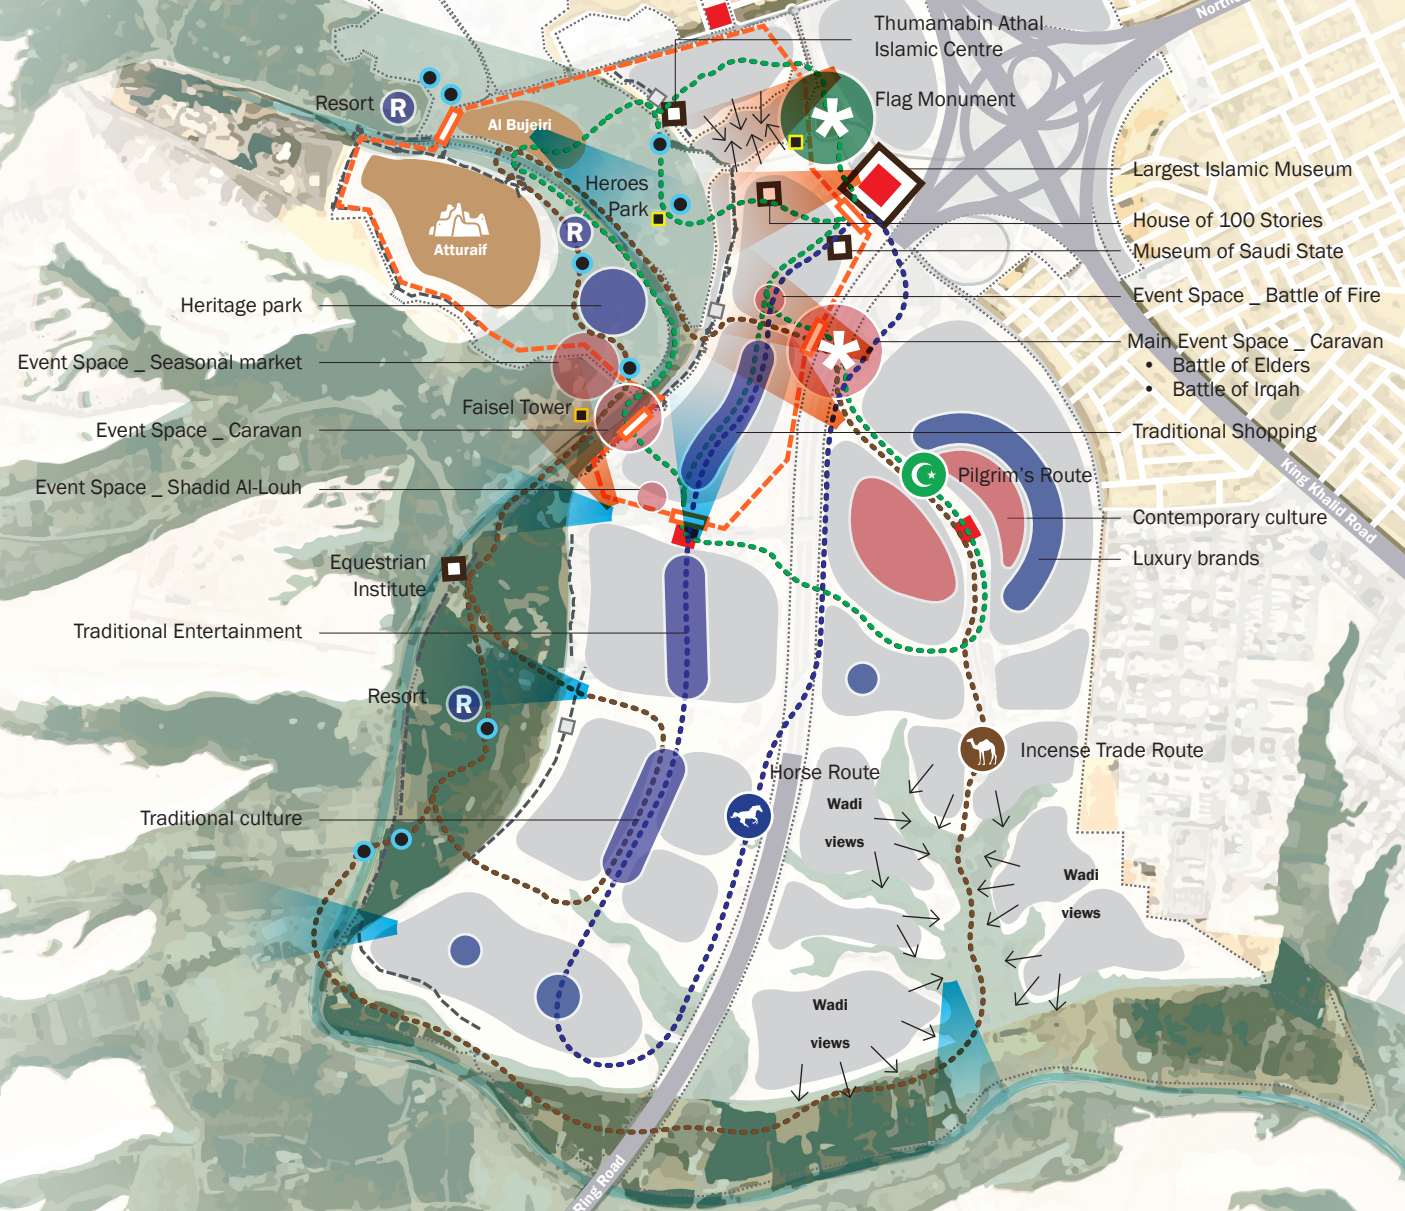 Thumamabin Athal
Islamic Centre
Resort
R
Al Bujeiri
Flag Monument
Heroes
Park
Largest Islamic Museum
House of 100 Stories
R
Atturaif
Museum of Saudi State
Heritage park
Event Space _ Battle of Fire
Main Event Space _ Caravan
• Battle of Elders
• Battle of Irqah
Event Space _ Seasonal market
Faisel Tower
Event Space _ Caravan
Traditional Shopping
Event Space _ Shadid Al-Louh
Pilgrim's Route
King Khalid Road
Contemporary culture
Luxury brands
Equestrian
Institute
Traditional Entertainment
Resort
R
Incense Trade Route
Horse Route
Wadi
views
Traditional culture
Wadi
views
Wadi
views
Ring Road